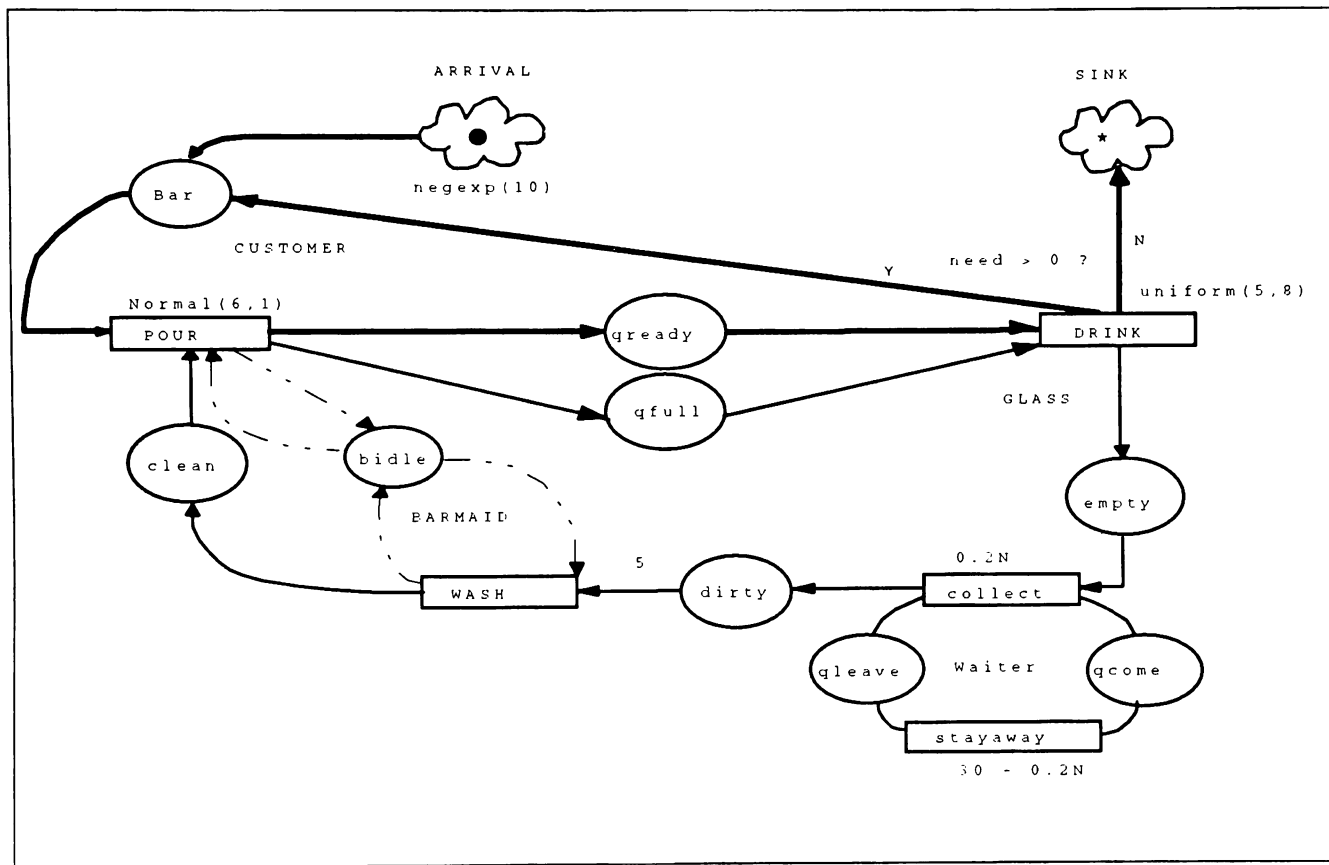 ARRIVAL
SINK
negexp(10)
Bar
CUSTOMER
N
need > 0 ?
Y
Normal(6,1)
uniform(5,8)
POUR
qready
DRINK
qfull
GLASS
clean
bidle
empty
BARMAID
5
0.2N
WASH
dirty
collect
qleave
Waiter
qcome
stayaway
30 - 0.2N